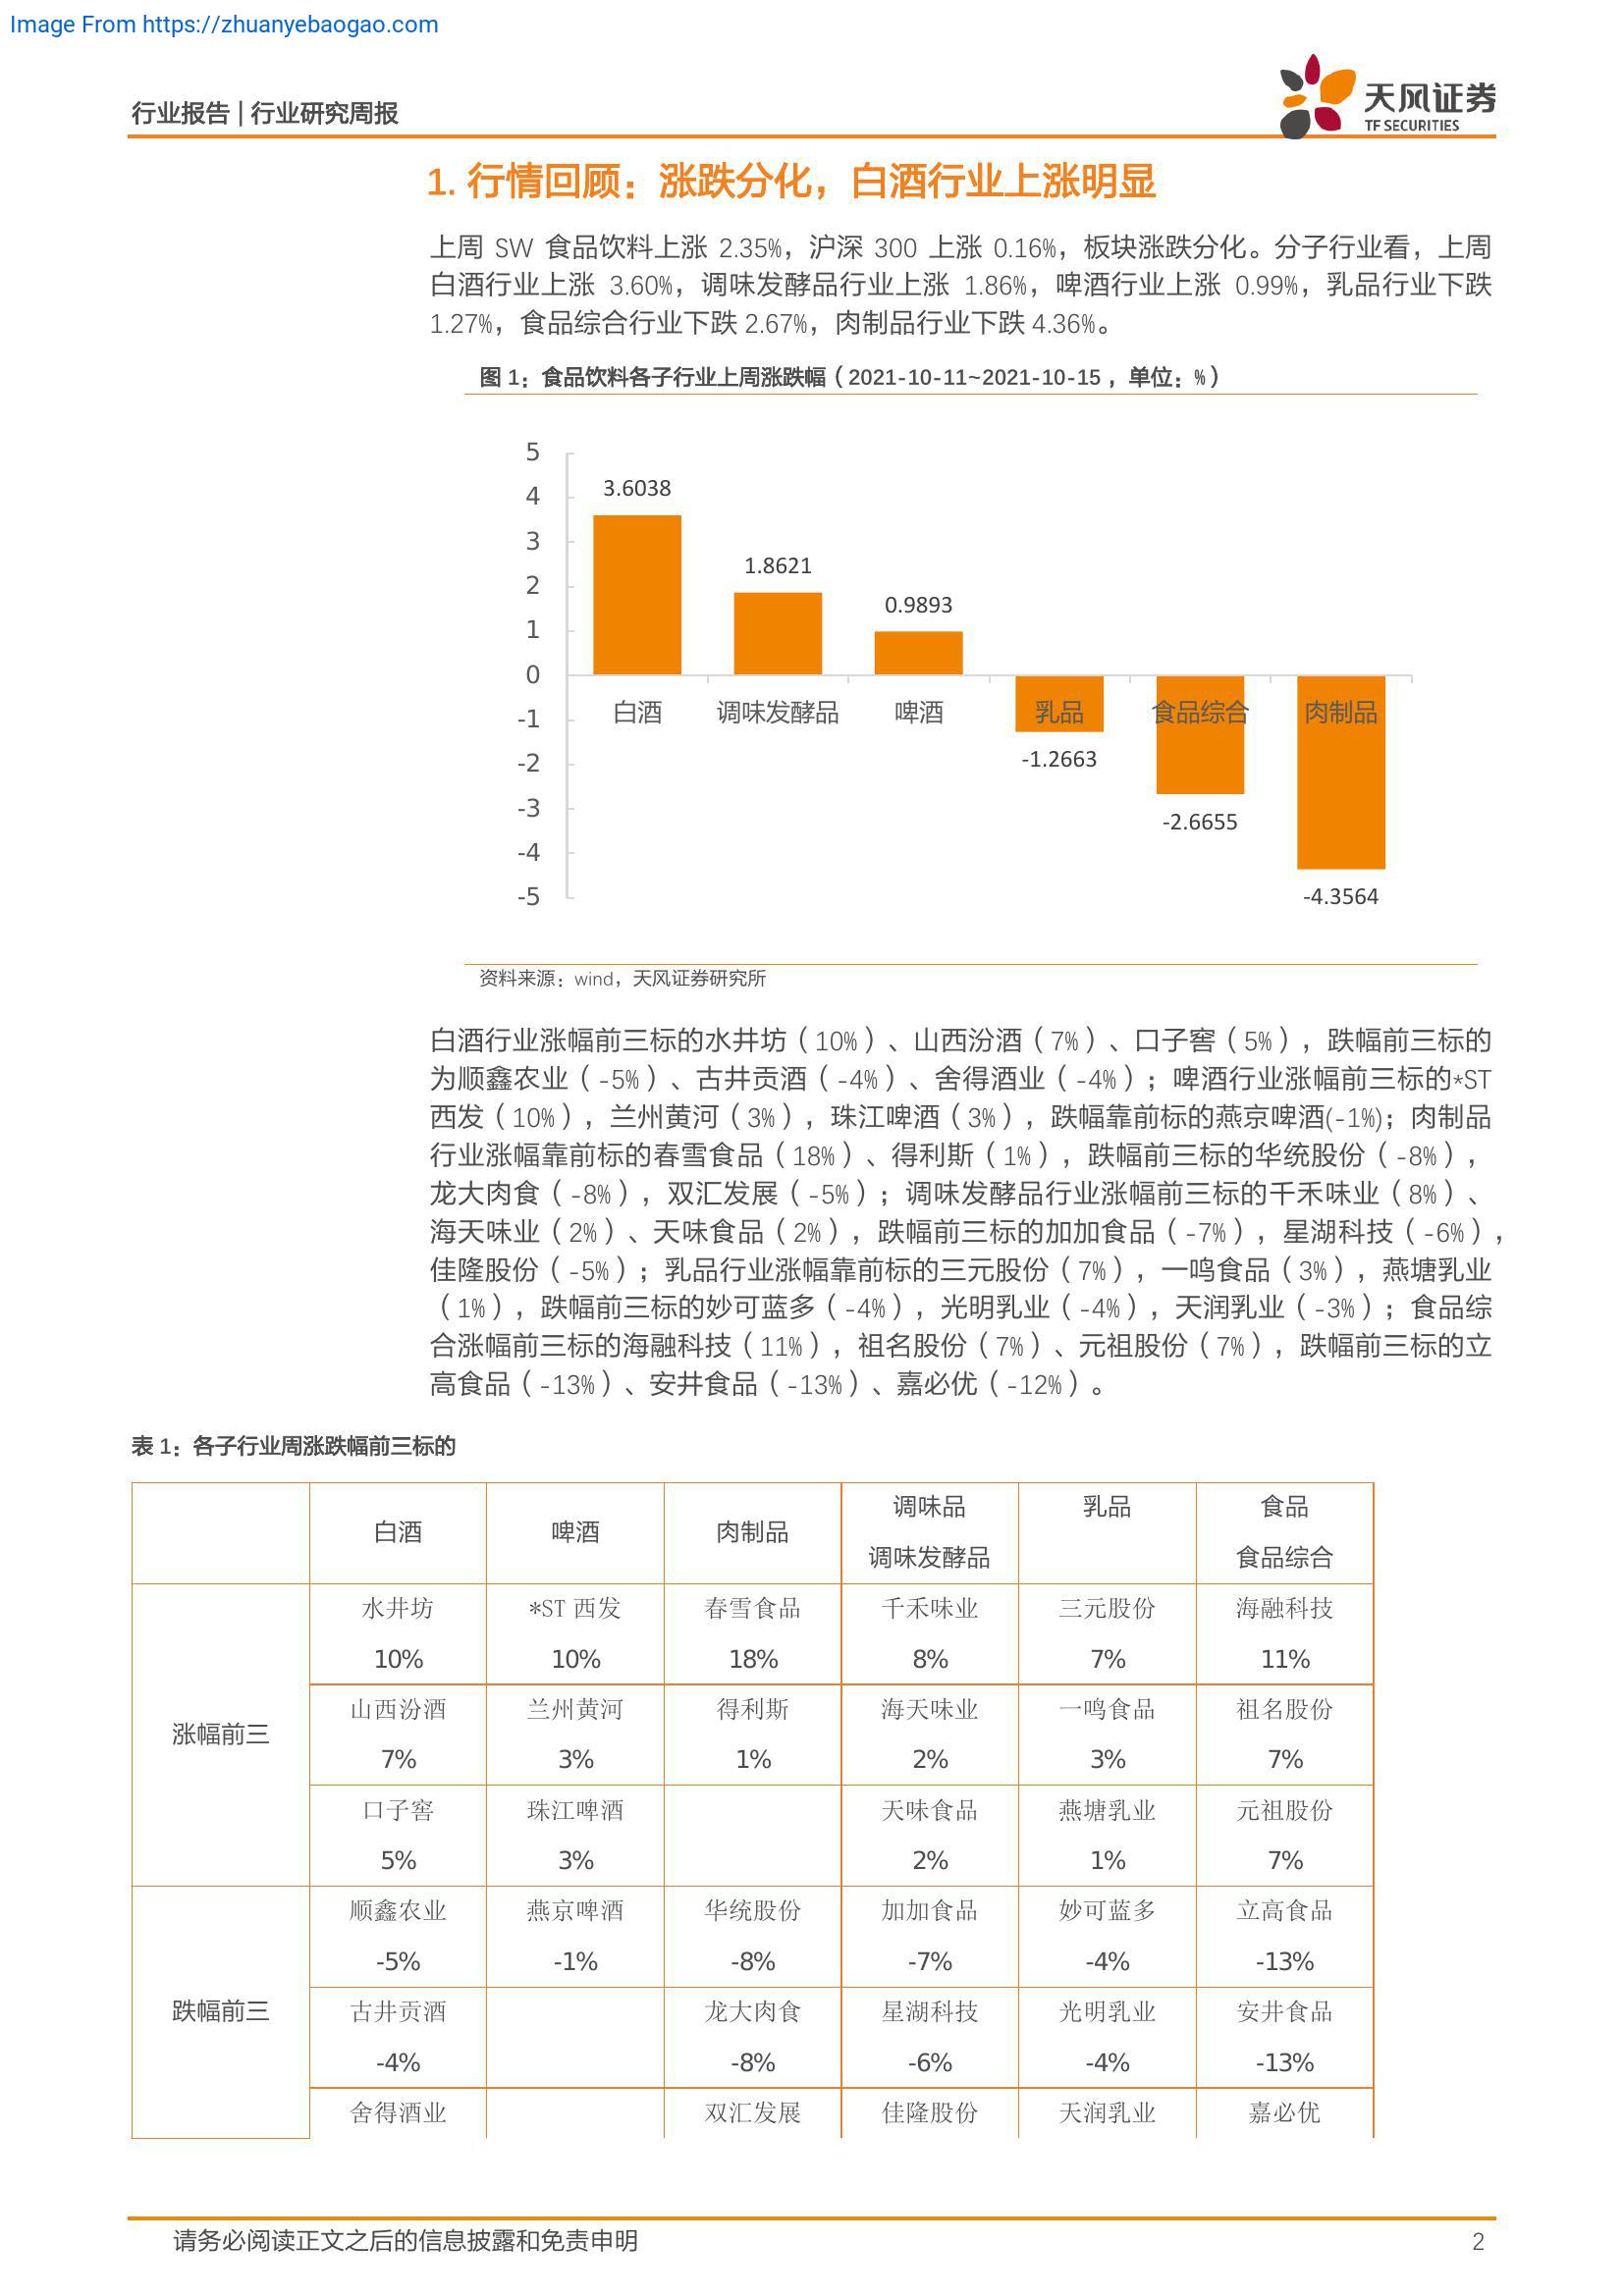 Image From https://zhuanyebaogao.com
行业报告 | 行业研究周报
天风证券
TF SECURITIES
1. 行情回顾：涨跌分化，白酒行业上涨明显
上周 SW 食品饮料上涨 2.35%，沪深 300 上涨 0.16%，板块涨跌分化。分子行业看，上周
白酒行业上涨 3.60%，调味发酵品行业上涨 1.86%，啤酒行业上涨 0.99%，乳品行业下跌
1.27%，食品综合行业下跌 2.67%，肉制品行业下跌 4.36%。
图 1：食品饮料各子行业上周涨跌幅（2021-10-11~2021-10-15 ，单位：%）
5
4
3
2
1
0
-1
-2
-3
-4
-5
3.6038
1.8621
0.9893
-1.2663
-2.6655
-4.3564
白酒
调味发酵品
啤酒
乳品
食品综合
肉制品
资料来源：wind，天风证券研究所
白酒行业涨幅前三标的水井坊（10%）、山西汾酒（7%）、口子窖（5%），跌幅前三标的
为顺鑫农业（-5%）、古井贡酒（-4%）、舍得酒业（-4%）；啤酒行业涨幅前三标的*ST
西发（10%），兰州黄河（3%），珠江啤酒（3%），跌幅靠前标的燕京啤酒(-1%)；肉制品
行业涨幅靠前标的春雪食品（18%）、得利斯（1%），跌幅前三标的华统股份（-8%），
龙大肉食（-8%），双汇发展（-5%）；调味发酵品行业涨幅前三标的千禾味业（8%）、
海天味业（2%）、天味食品（2%），跌幅前三标的加加食品（-7%），星湖科技（-6%），
佳隆股份（-5%）；乳品行业涨幅靠前标的三元股份（7%），一鸣食品（3%），燕塘乳业
（1%），跌幅前三标的妙可蓝多（-4%），光明乳业（-4%），天润乳业（-3%）；食品综
合涨幅前三标的海融科技（11%），祖名股份（7%）、元祖股份（7%），跌幅前三标的立
高食品（-13%）、安井食品（-13%）、嘉必优（-12%）。
表 1：各子行业周涨跌幅前三标的
白酒 啤酒 肉制品 调味品 乳品 食品
调味发酵品 食品综合
涨幅前三
水井坊 *ST 西发 春雪食品 千禾味业 三元股份 海融科技
10% 10% 18% 8% 7% 11%
山西汾酒 兰州黄河 得利斯 海天味业 一鸣食品 祖名股份
7% 3% 1% 2% 3% 7%
口子窖 珠江啤酒 天味食品 燕塘乳业 元祖股份
5% 3% 2% 1% 7%
跌幅前三
顺鑫农业 燕京啤酒 华统股份 加加食品 妙可蓝多 立高食品
-5% -1% -8% -7% -4% -13%
古井贡酒 龙大肉食 星湖科技 光明乳业 安井食品
-4% -8% -6% -4% -13%
舍得酒业 双汇发展 佳隆股份 天润乳业 嘉必优
请务必阅读正文之后的信息披露和免责申明
2